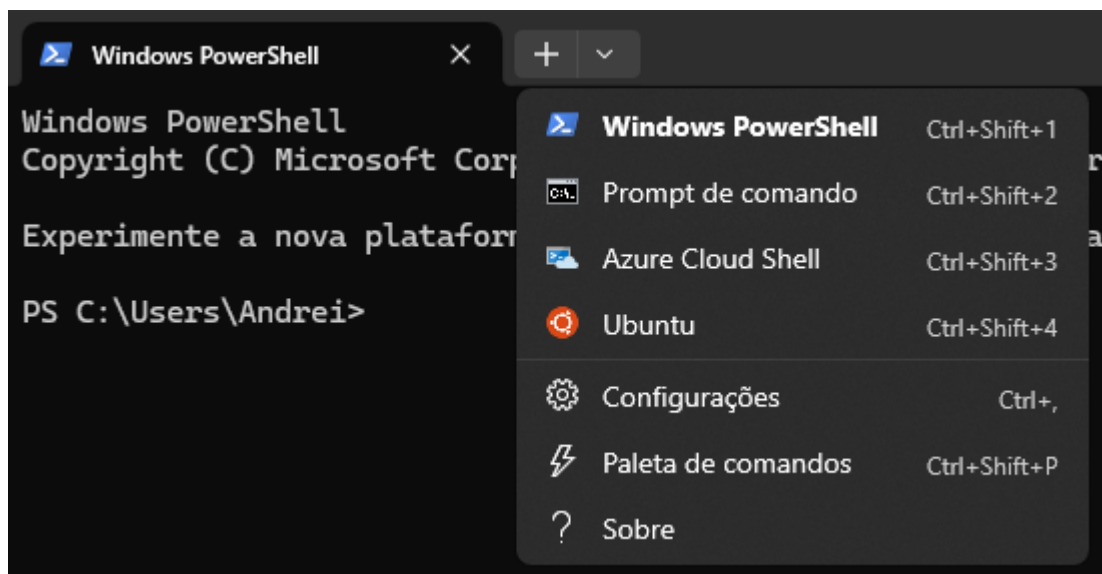 Windows PowerShell
Windows PowerShell
Copyright (C) Microsoft
Experimente a nova
PS C:\Users\Andrei>
Windows PowerShell Ctrl+Shift+1
Prompt de comando Ctrl+Shift+2
Azure Cloud Shell Ctrl+Shift+3
Ubuntu Ctrl+Shift+4
Configurações Ctrl+,
Paleta de comandos Ctrl+Shift+P
Sobre